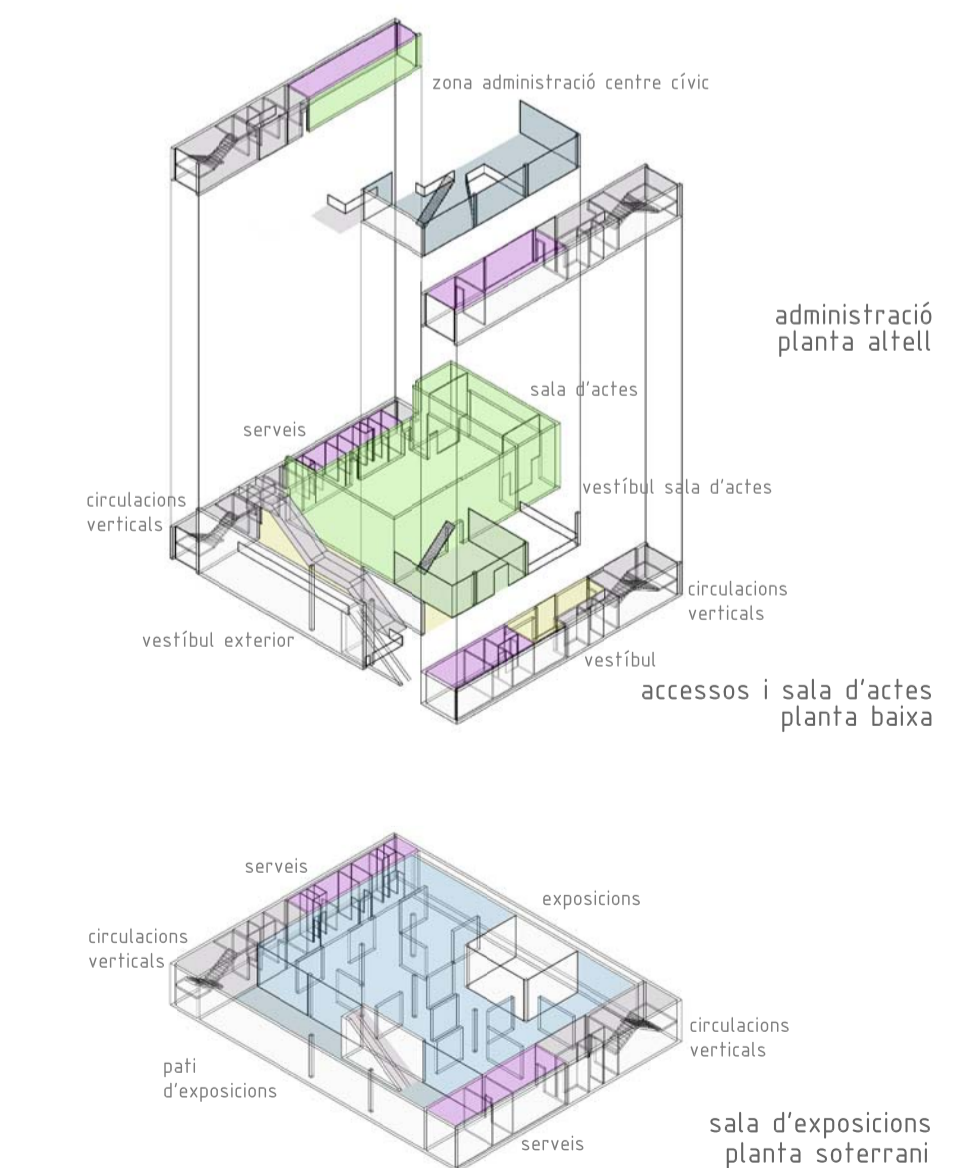 zona administració centre cívic
administració
planta altell
sala d'actes
serveis
vestíbul sala d'actes
circulacions
verticals
circulacions
verticals
vestíbul exterior
vestíbul
accessos i sala d'actes
planta baixa
serveis
exposicions
circulacions
verticals
circulacions
verticals
pati
d'exposicions
sala d'exposicions
planta soterrani
serveis